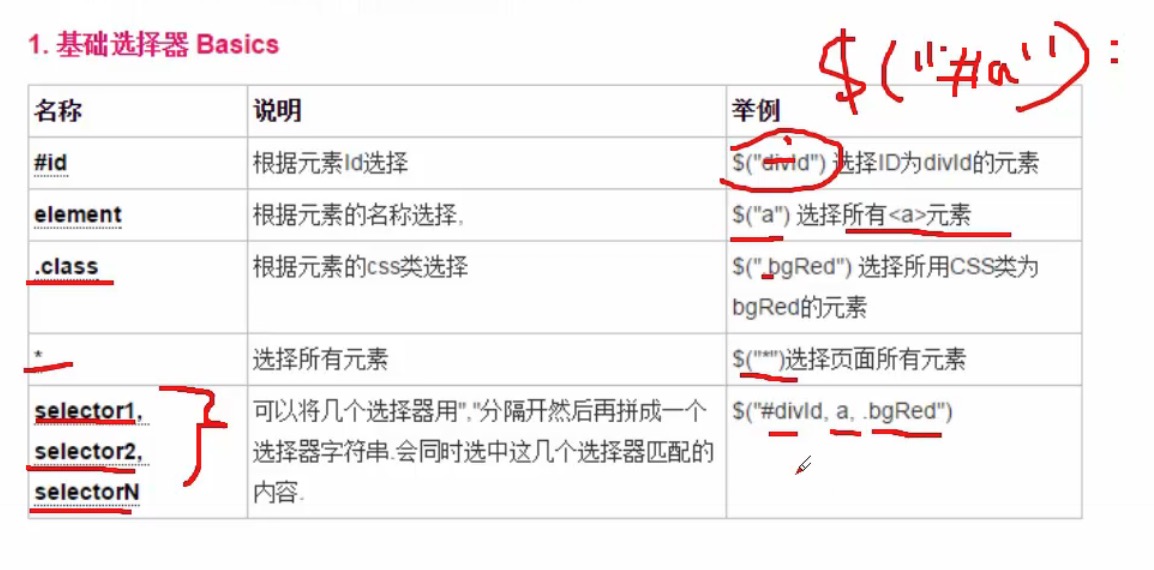 1. 基础选择器 Basics
$("#a"):
名称 说明 举例
#id 根据元素Id选择 $("divId") 选择ID为divId的元素
element 根据元素的名称选择, $("a") 选择所有<a>元素
.class 根据元素的css类选择 $(".bgRed") 选择所用CSS类为
bgRed的元素
* 选择所有元素 $("*")选择页面所有元素
selector1, 可以将几个选择器用","分隔开然后再拼成一个 $("#divId, a, .bgRed")
selector2, 选择器字符串.会同时选中这几个选择器匹配的
selectorN 内容.